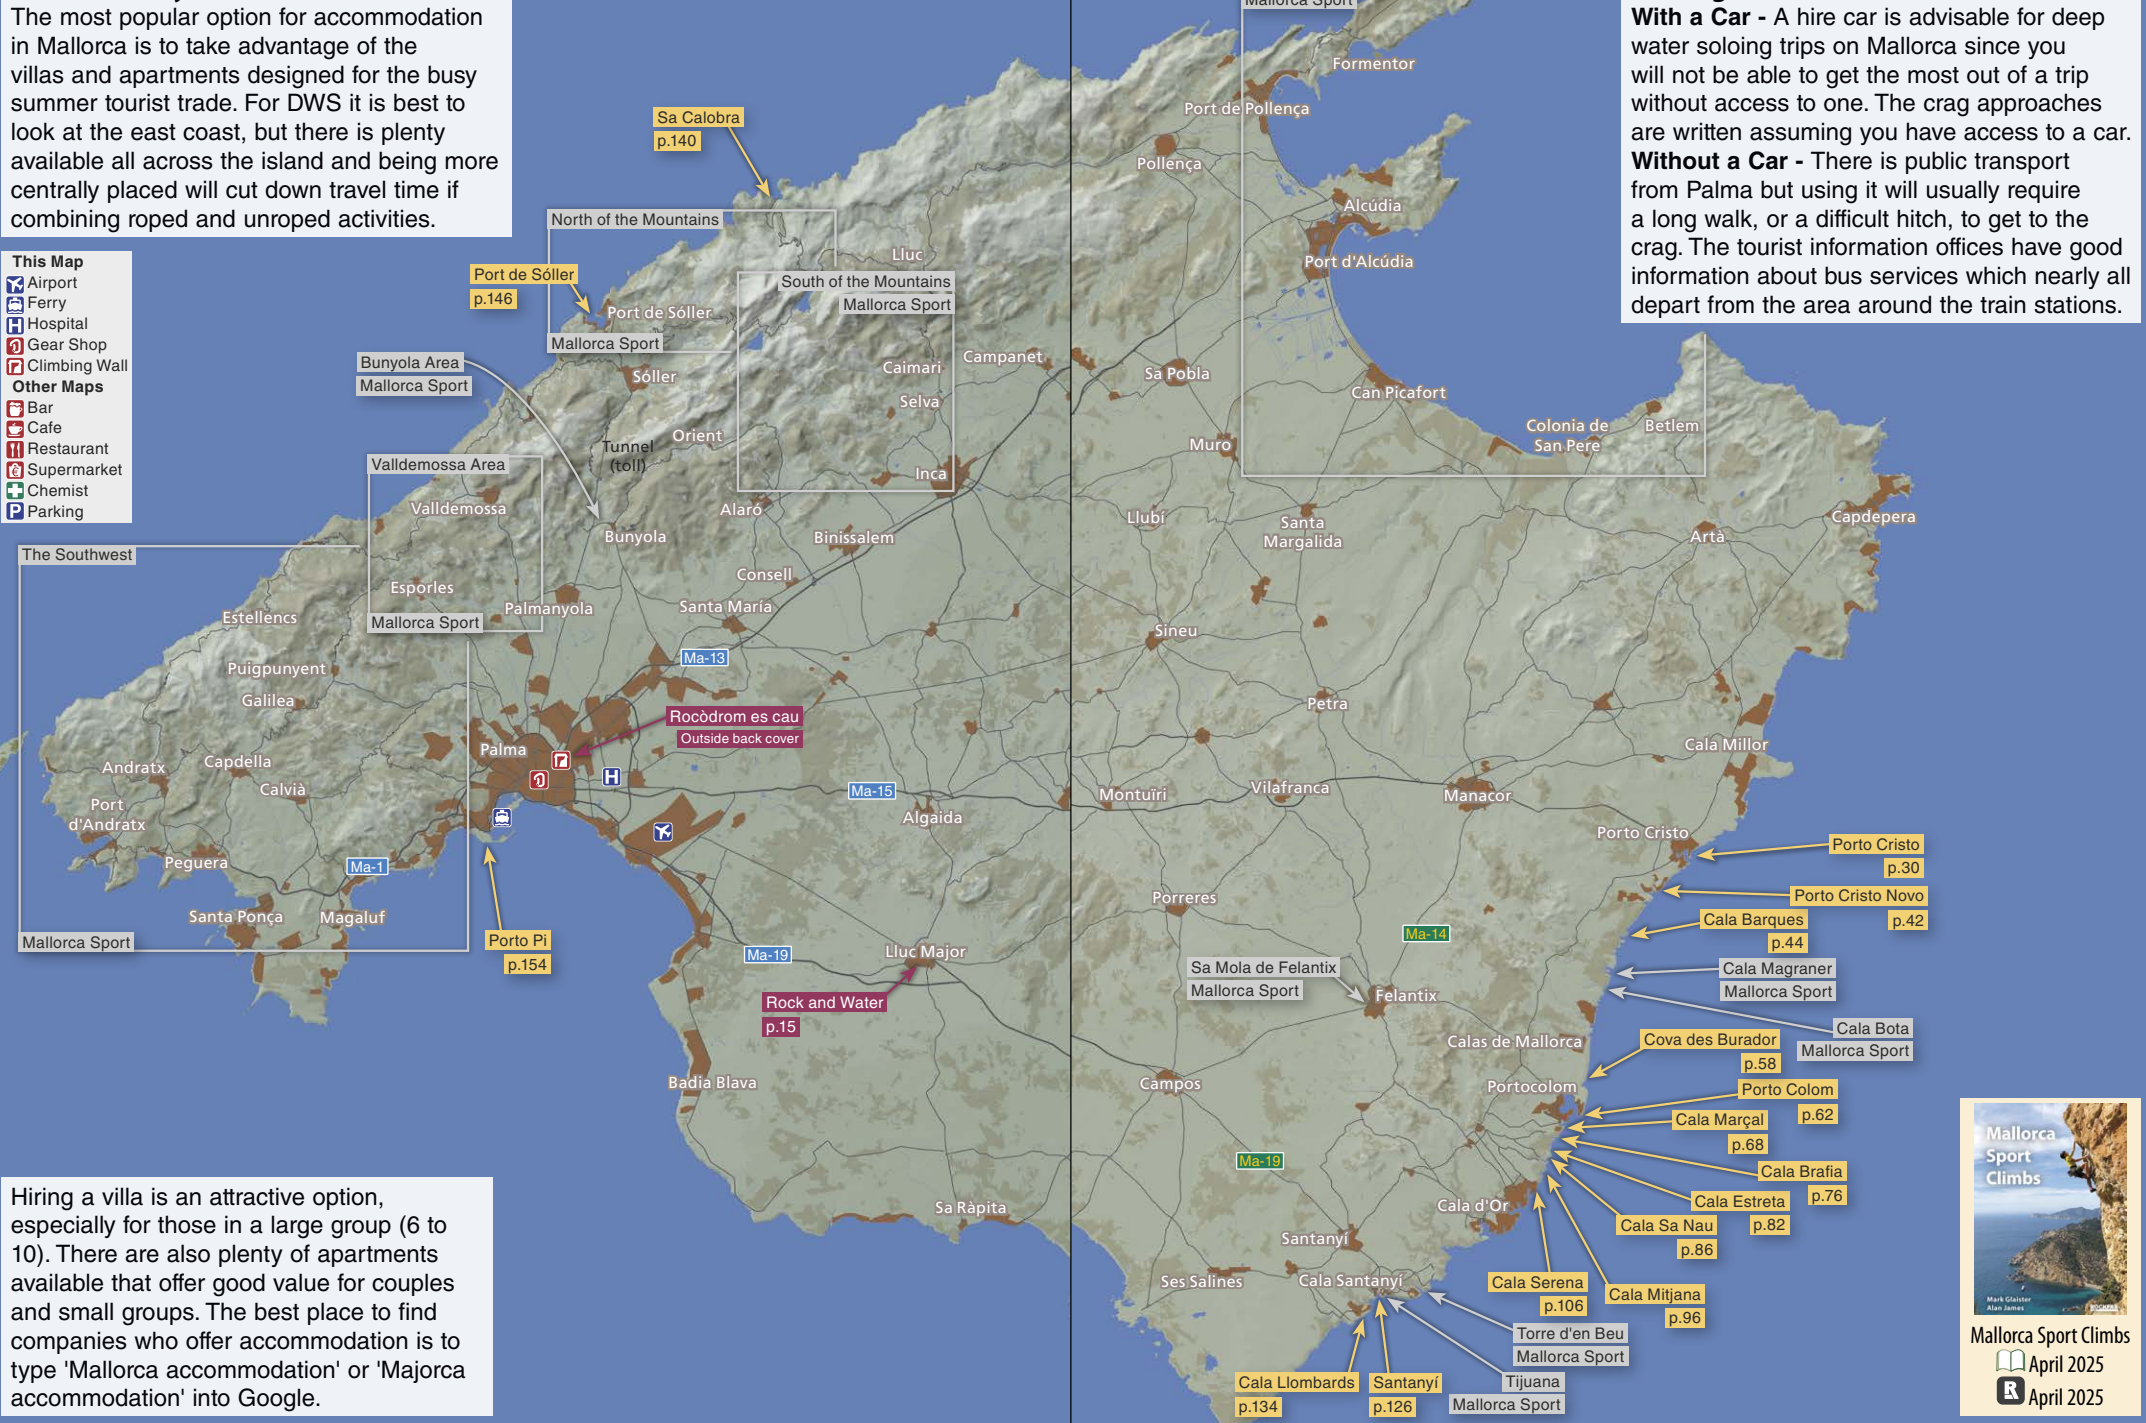 The most popular option for accommodation
in Mallorca is to take advantage of the
villas and apartments designed for the busy
summer tourist trade. For DWS it is best to
look at the east coast, but there is plenty
available all across the island and being more
centrally placed will cut down travel time if
combining roped and unroped activities.
With a Car - A hire car is advisable for deep
water soloing trips on Mallorca since you
will not be able to get the most out of a trip
without access to one. The crag approaches
are written assuming you have access to a car.
Without a Car - There is public transport
from Palma but using it will usually require
a long walk, or a difficult hitch, to get to the
crag. The tourist information offices have good
information about bus services which nearly all
depart from the area around the train stations.
This Map
Airport
Ferry
Hospital
Gear Shop
Climbing Wall
Other Maps
Bar
Cafe
Restaurant
Supermarket
Chemist
Parking
Mallorca Sport
Formentor
Port de Pollença
Pollença
Alcúdia
Port d'Alcúdia
Sa Calobra
p.140
North of the Mountains
Mallorca Sport
Lluc
Port de Sóller
p.146
Port de Sóller
South of the Mountains
Mallorca Sport
Bunyola Area
Mallorca Sport
Sóller
Caimari
Campanet
Selva
Sa Pobla
Can Picafort
Colonia de
San Pere
Betlem
Tunnel
(toll)
Orient
Muro
Inca
Valldemossa Area
Valldemossa
Alaró
Llubí
Santa
Margalida
Capdepera
Artà
Bunyola
Binissalem
The Southwest
Consell
Esporles
Palmanyola
Santa María
Mallorca Sport
Estellencs
Sineu
Ma-13
Puigpunyent
Galilea
Petra
Rocòdrom es cau
Outside back cover
Palma
Cala Millor
Andratx
Capdella
Calvià
Ma-15
Montuïri
Vilafranca
Manacor
Port
d'Andratx
Algaida
Porto Cristo
Porto Cristo
p.30
Peguera
Ma-1
Porto Cristo Novo
p.42
Santa Ponça
Magaluf
Porreres
Cala Barques
p.44
Mallorca Sport
Porto Pi
p.154
Ma-19
Lluc Major
Ma-14
Sa Mola de Felantix
Mallorca Sport
Felantix
Cala Magraner
Mallorca Sport
Rock and Water
p.15
Cala Bota
Mallorca Sport
Calas de Mallorca
Cova des Burador
p.58
Badia Blava
Campos
Portocolom
Porto Colom
p.62
Cala Marçal
p.68
Ma-19
Cala Brafia
p.76
Cala Estreta
p.82
Cala Sa Nau
p.86
Sa Ràpita
Cala d'Or
Santanyí
Ses Salines
Cala Santanyí
Cala Serena
p.106
Cala Mitjana
p.96
Torre d'en Beu
Mallorca Sport
Cala Llombards
p.134
Santanyí
p.126
Tijuana
Mallorca Sport
Hiring a villa is an attractive option,
especially for those in a large group (6 to
10). There are also plenty of apartments
available that offer good value for couples
and small groups. The best place to find
companies who offer accommodation is to
type 'Mallorca accommodation' or 'Majorca
accommodation' into Google.
Mallorca
Sport
Climbs
Mark Glaister
Alan James
ROCKFAX
Mallorca Sport Climbs
April 2025
R April 2025